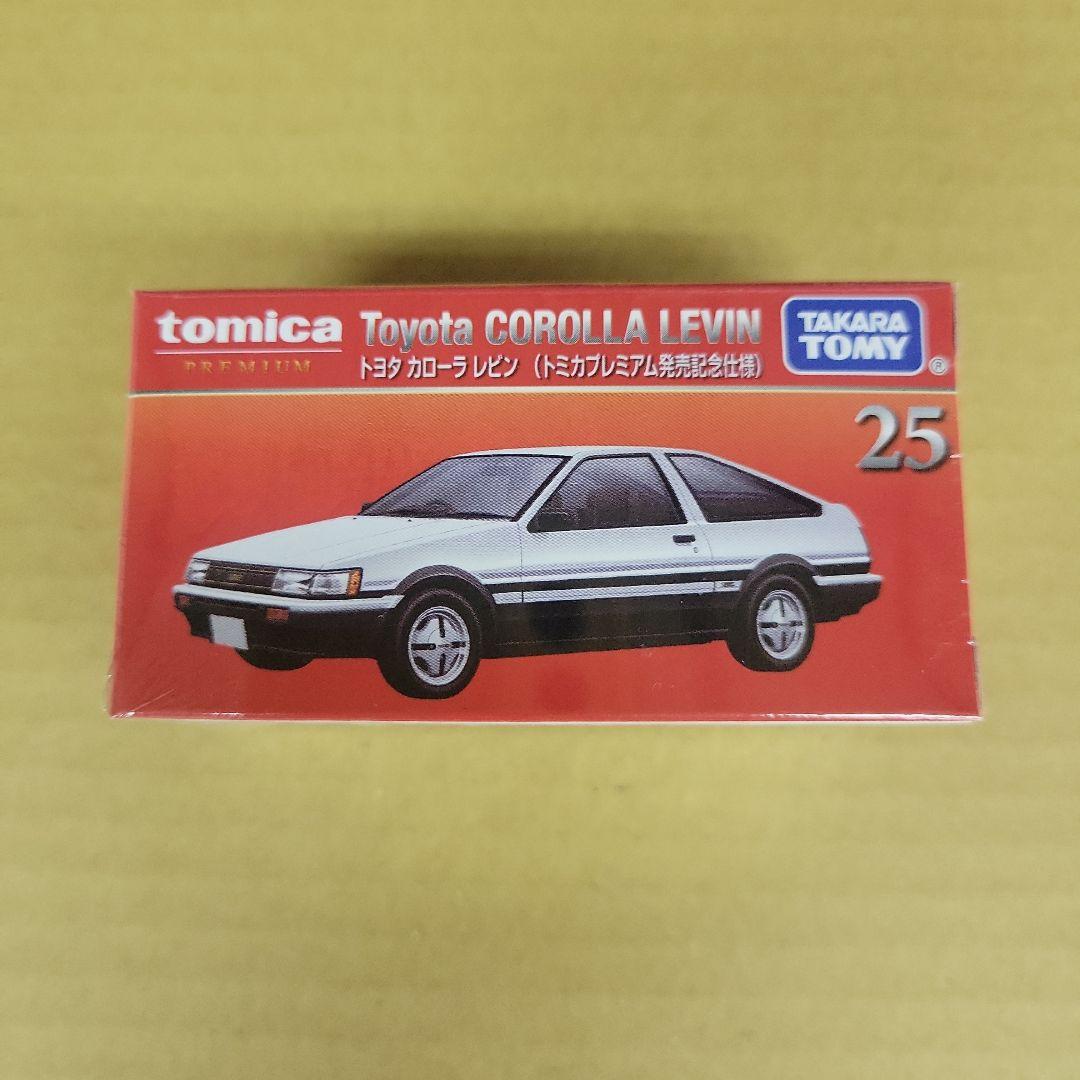 tomica
PREMIUM
Toyota COROLLA LEVIN
トヨタ カローラ レビン （トミカプレミアム発売記念仕様）
TAKARA
TOMY
®
25